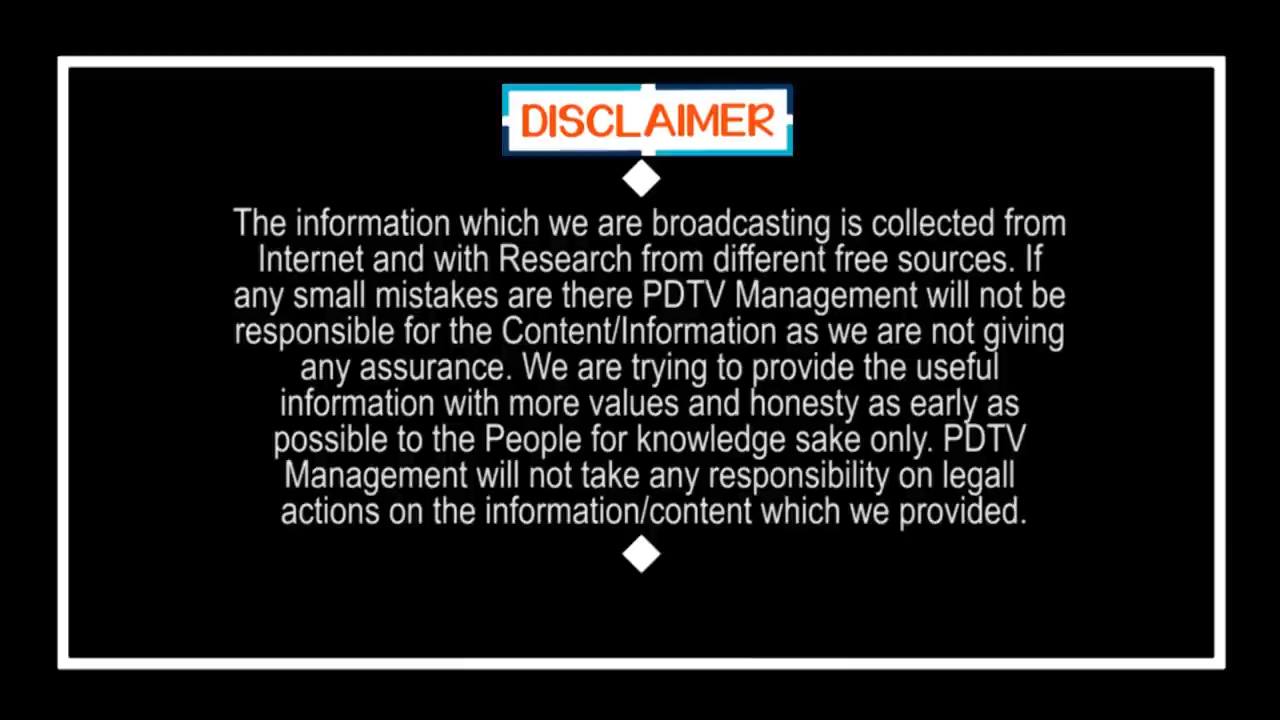 DISCLAIMER
The information which we are broadcasting is collected from
Internet and with Research from different free sources. If
any small mistakes are there PDTV Management will not be
responsible for the Content/Information as we are not giving
any assurance. We are trying to provide the useful
information with more values and honesty as early as
possible to the People for knowledge sake only. PDTV
Management will not take any responsibility on legall
actions on the information/content which we provided.